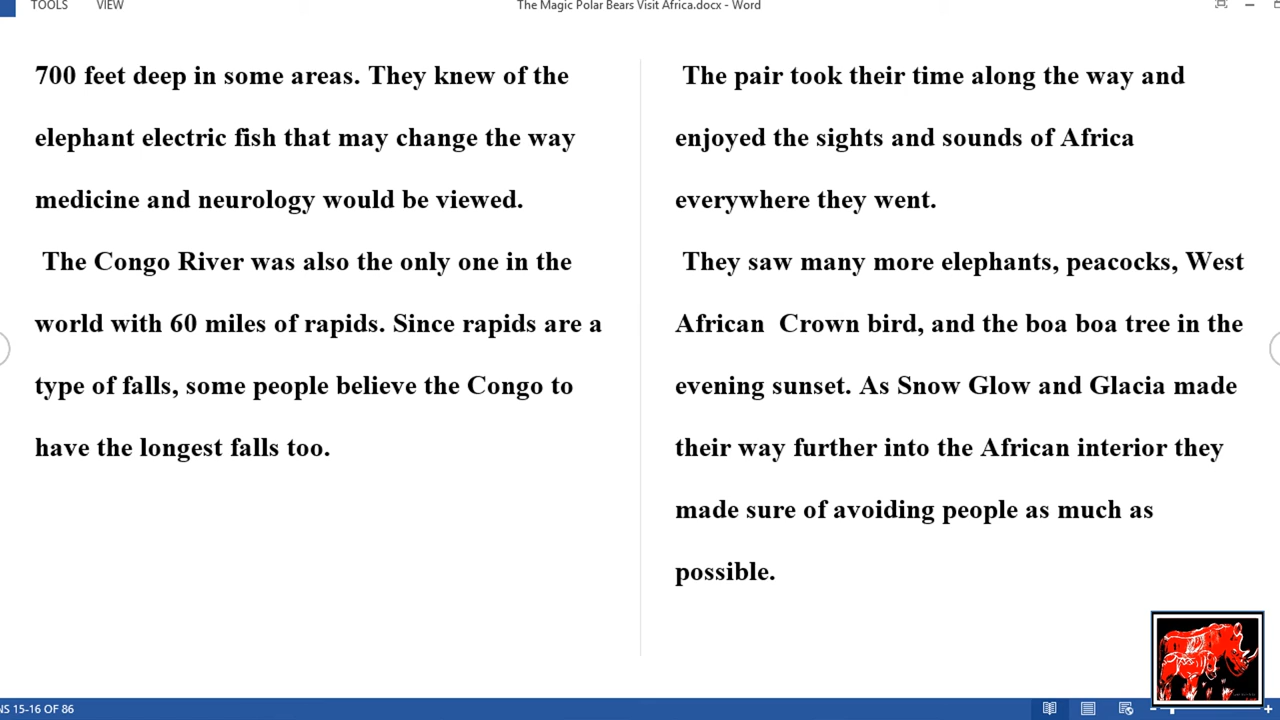 TOOLS VIEW The Magic Polar Bears Visit Africa.docx - Word
700 feet deep in some areas. They knew of the
elephant electric fish that may change the way
medicine and neurology would be viewed.
The Congo River was also the only one in the
world with 60 miles of rapids. Since rapids are a
type of falls, some people believe the Congo to
have the longest falls too.
The pair took their time along the way and
enjoyed the sights and sounds of Africa
everywhere they went.
They saw many more elephants, peacocks, West
African  Crown bird, and the boa boa tree in the
evening sunset. As Snow Glow and Glacia made
their way further into the African interior they
made sure of avoiding people as much as
possible.
NS 15-16 OF 86